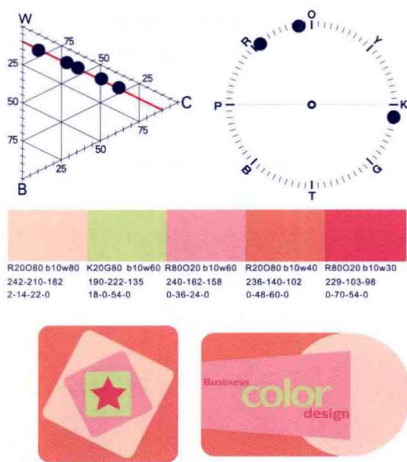 W
O
75
25
R
Y
50
50
75
25
P
K
C
75
50
B
G
25
B
T
R20O80 b10w80 K20G80 b10w60 R80O20 b10w60 R20O80 b10w40 R80O20 b10w30
242-210-182 190-222-135 240-162-158 236-140-102 229-103-98
2-14-22-0 18-0-54-0 0-36-24-0 0-48-60-0 0-70-54-0
Business
color
design